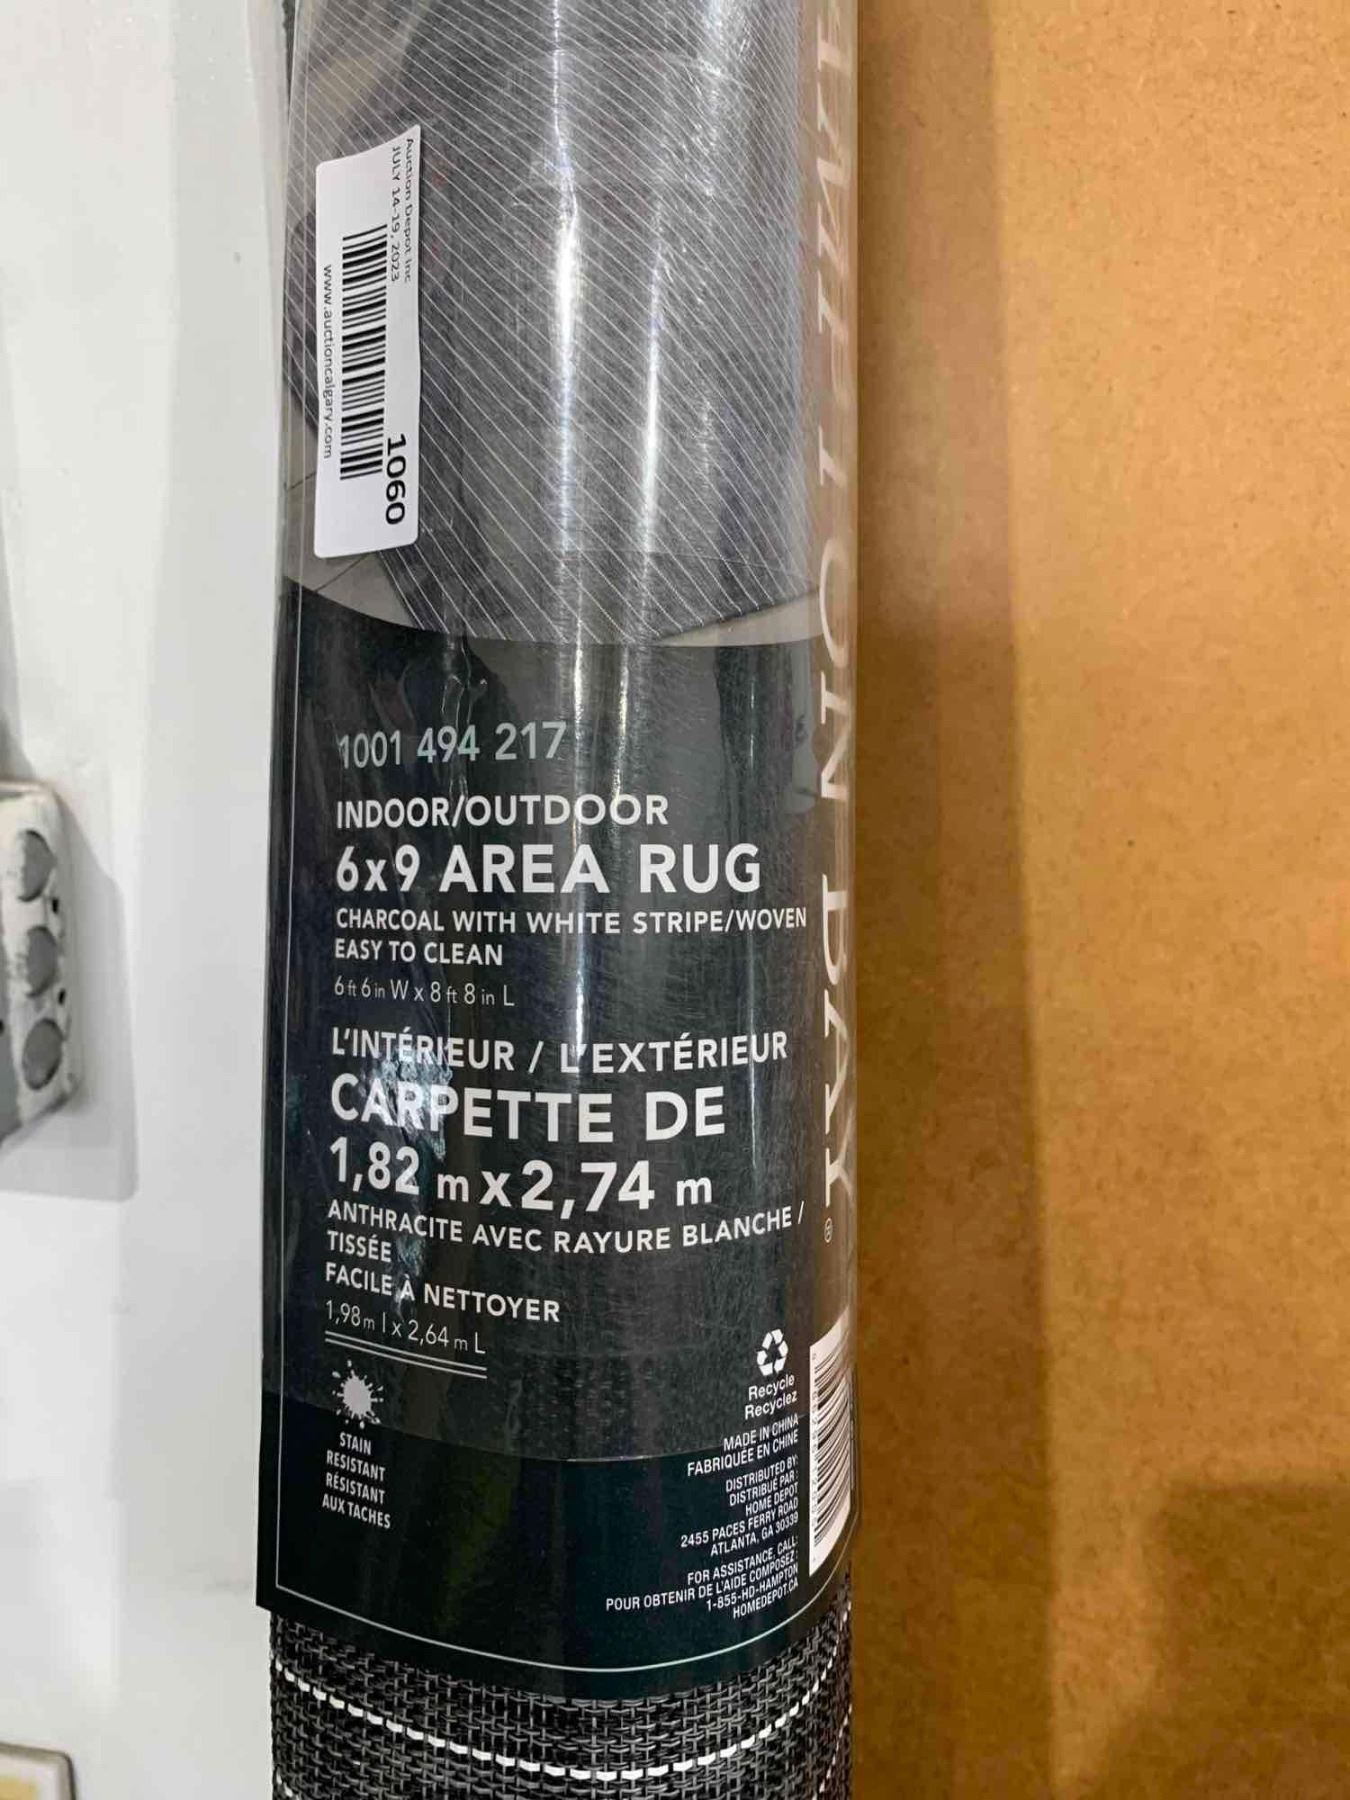 Auction Depot Inc
JULY 14-19, 2023
1060
www.auctioncalgary.com
HAMPTON BAY®
1001 494 217
INDOOR/OUTDOOR
6x9 AREA RUG
CHARCOAL WITH WHITE STRIPE/WOVEN
EASY TO CLEAN
6 ft 6 in W x 8 ft 8 in L
L'INTÉRIEUR / L'EXTÉRIEUR
CARPETTE DE
1,82 m x 2,74 m
ANTHRACITE AVEC RAYURE BLANCHE /
TISSÉE
FACILE À NETTOYER
1,98 m l x 2,64 m L
STAIN
RESISTANT
RÉSISTANT
AUX TACHES
Recycle
Recyclez
MADE IN CHINA
FABRIQUÉE EN CHINE
DISTRIBUTED BY:
DISTRIBUÉ PAR :
HOME DEPOT
2455 PACES FERRY ROAD
ATLANTA, GA 30339
FOR ASSISTANCE, CALL:
POUR OBTENIR DE L'AIDE COMPOSEZ :
1-855-HD-HAMPTON
HOMEDEPOT.CA